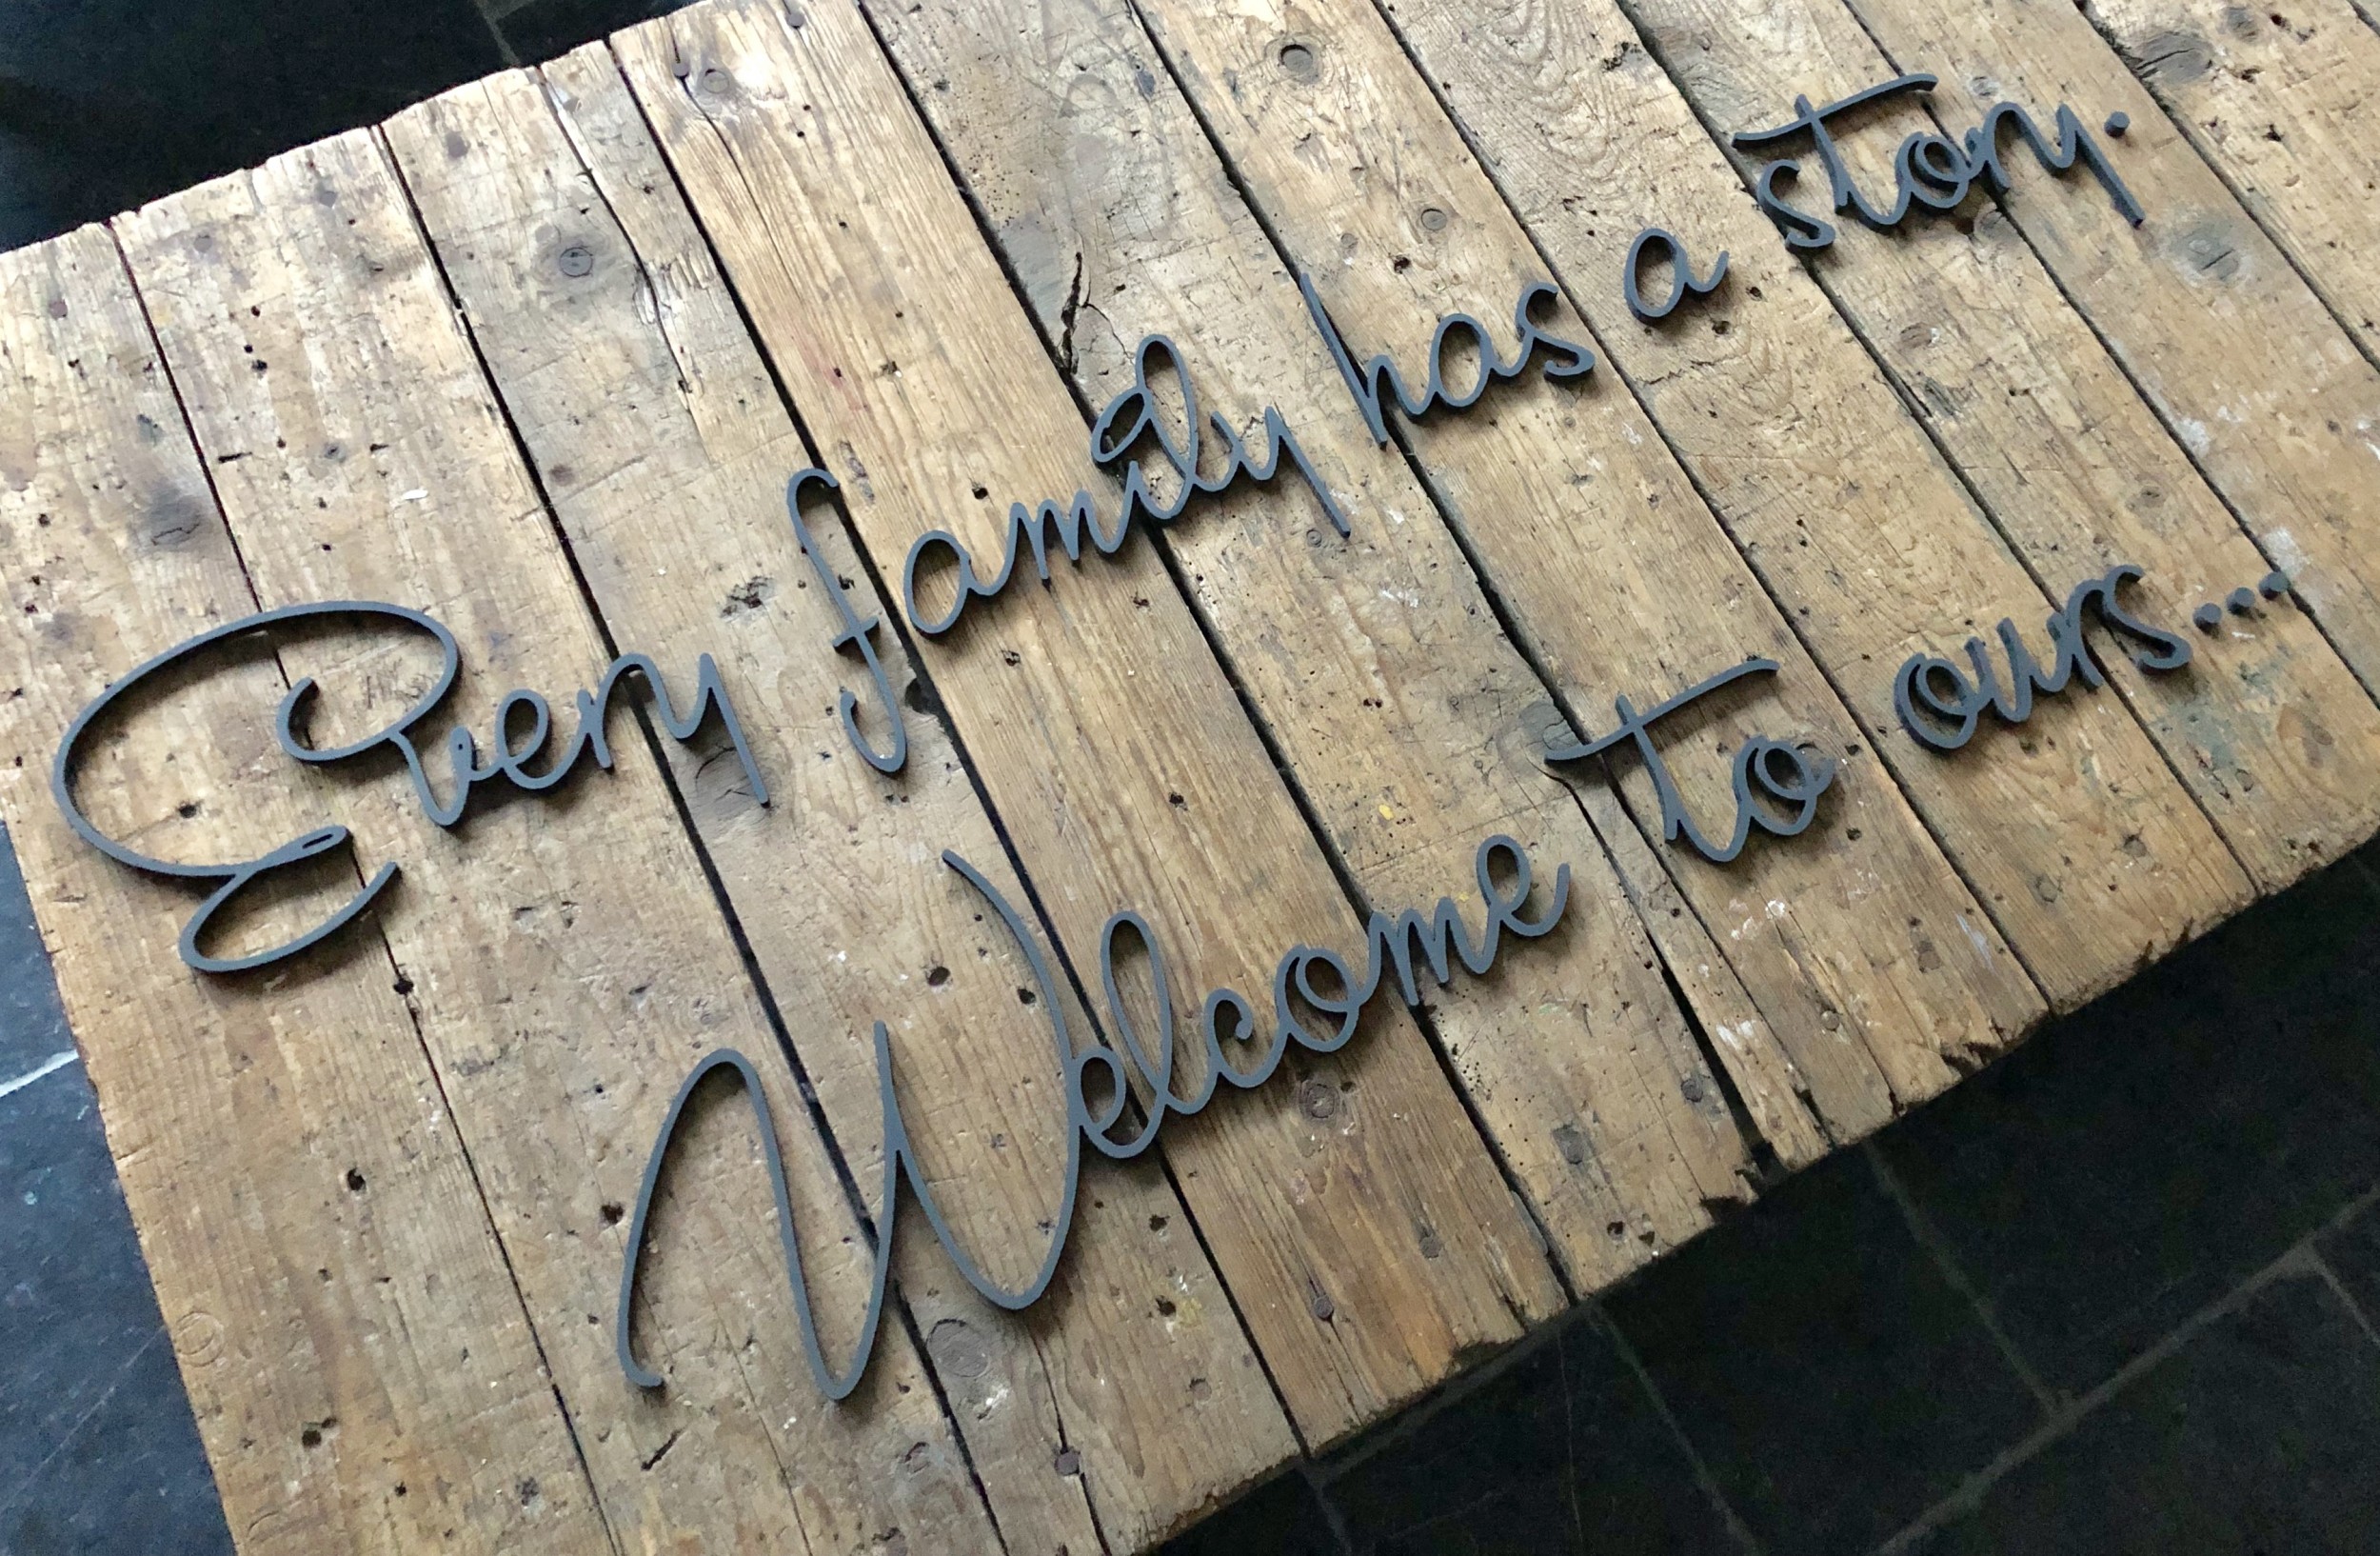 Every family has a story.
Welcome to ours...